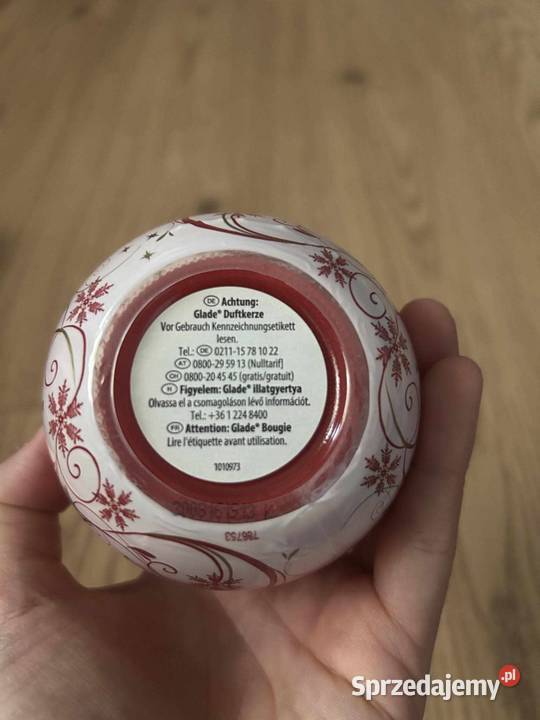 DE Achtung:
Glade® Duftkerze
Vor Gebrauch Kennzeichnungsetikett
lesen.
Tel.: DE 0211-15 78 10 22
AT 0800-29 59 13 (Nulltarif)
CH 0800-20 45 45 (gratis/gratuit)
H Figyelem: Glade® illatgyertya
Olvassa el a csomagoláson lévő információt.
Tel.: +36 1 224 8400
FR Attention: Glade® Bougie
Lire l'étiquette avant utilisation.
1010973
786753
Sprzedajemy.pl